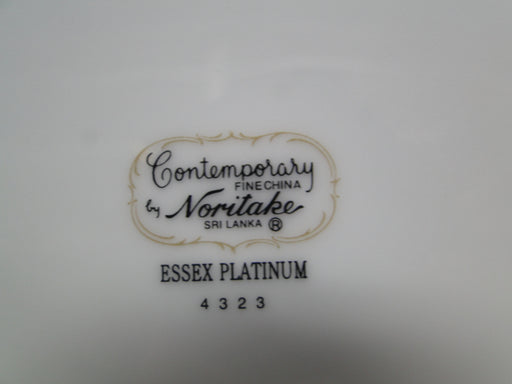 Contemporary
FINE CHINA
by Noritake
SRI LANKA ®
ESSEX PLATINUM
4323